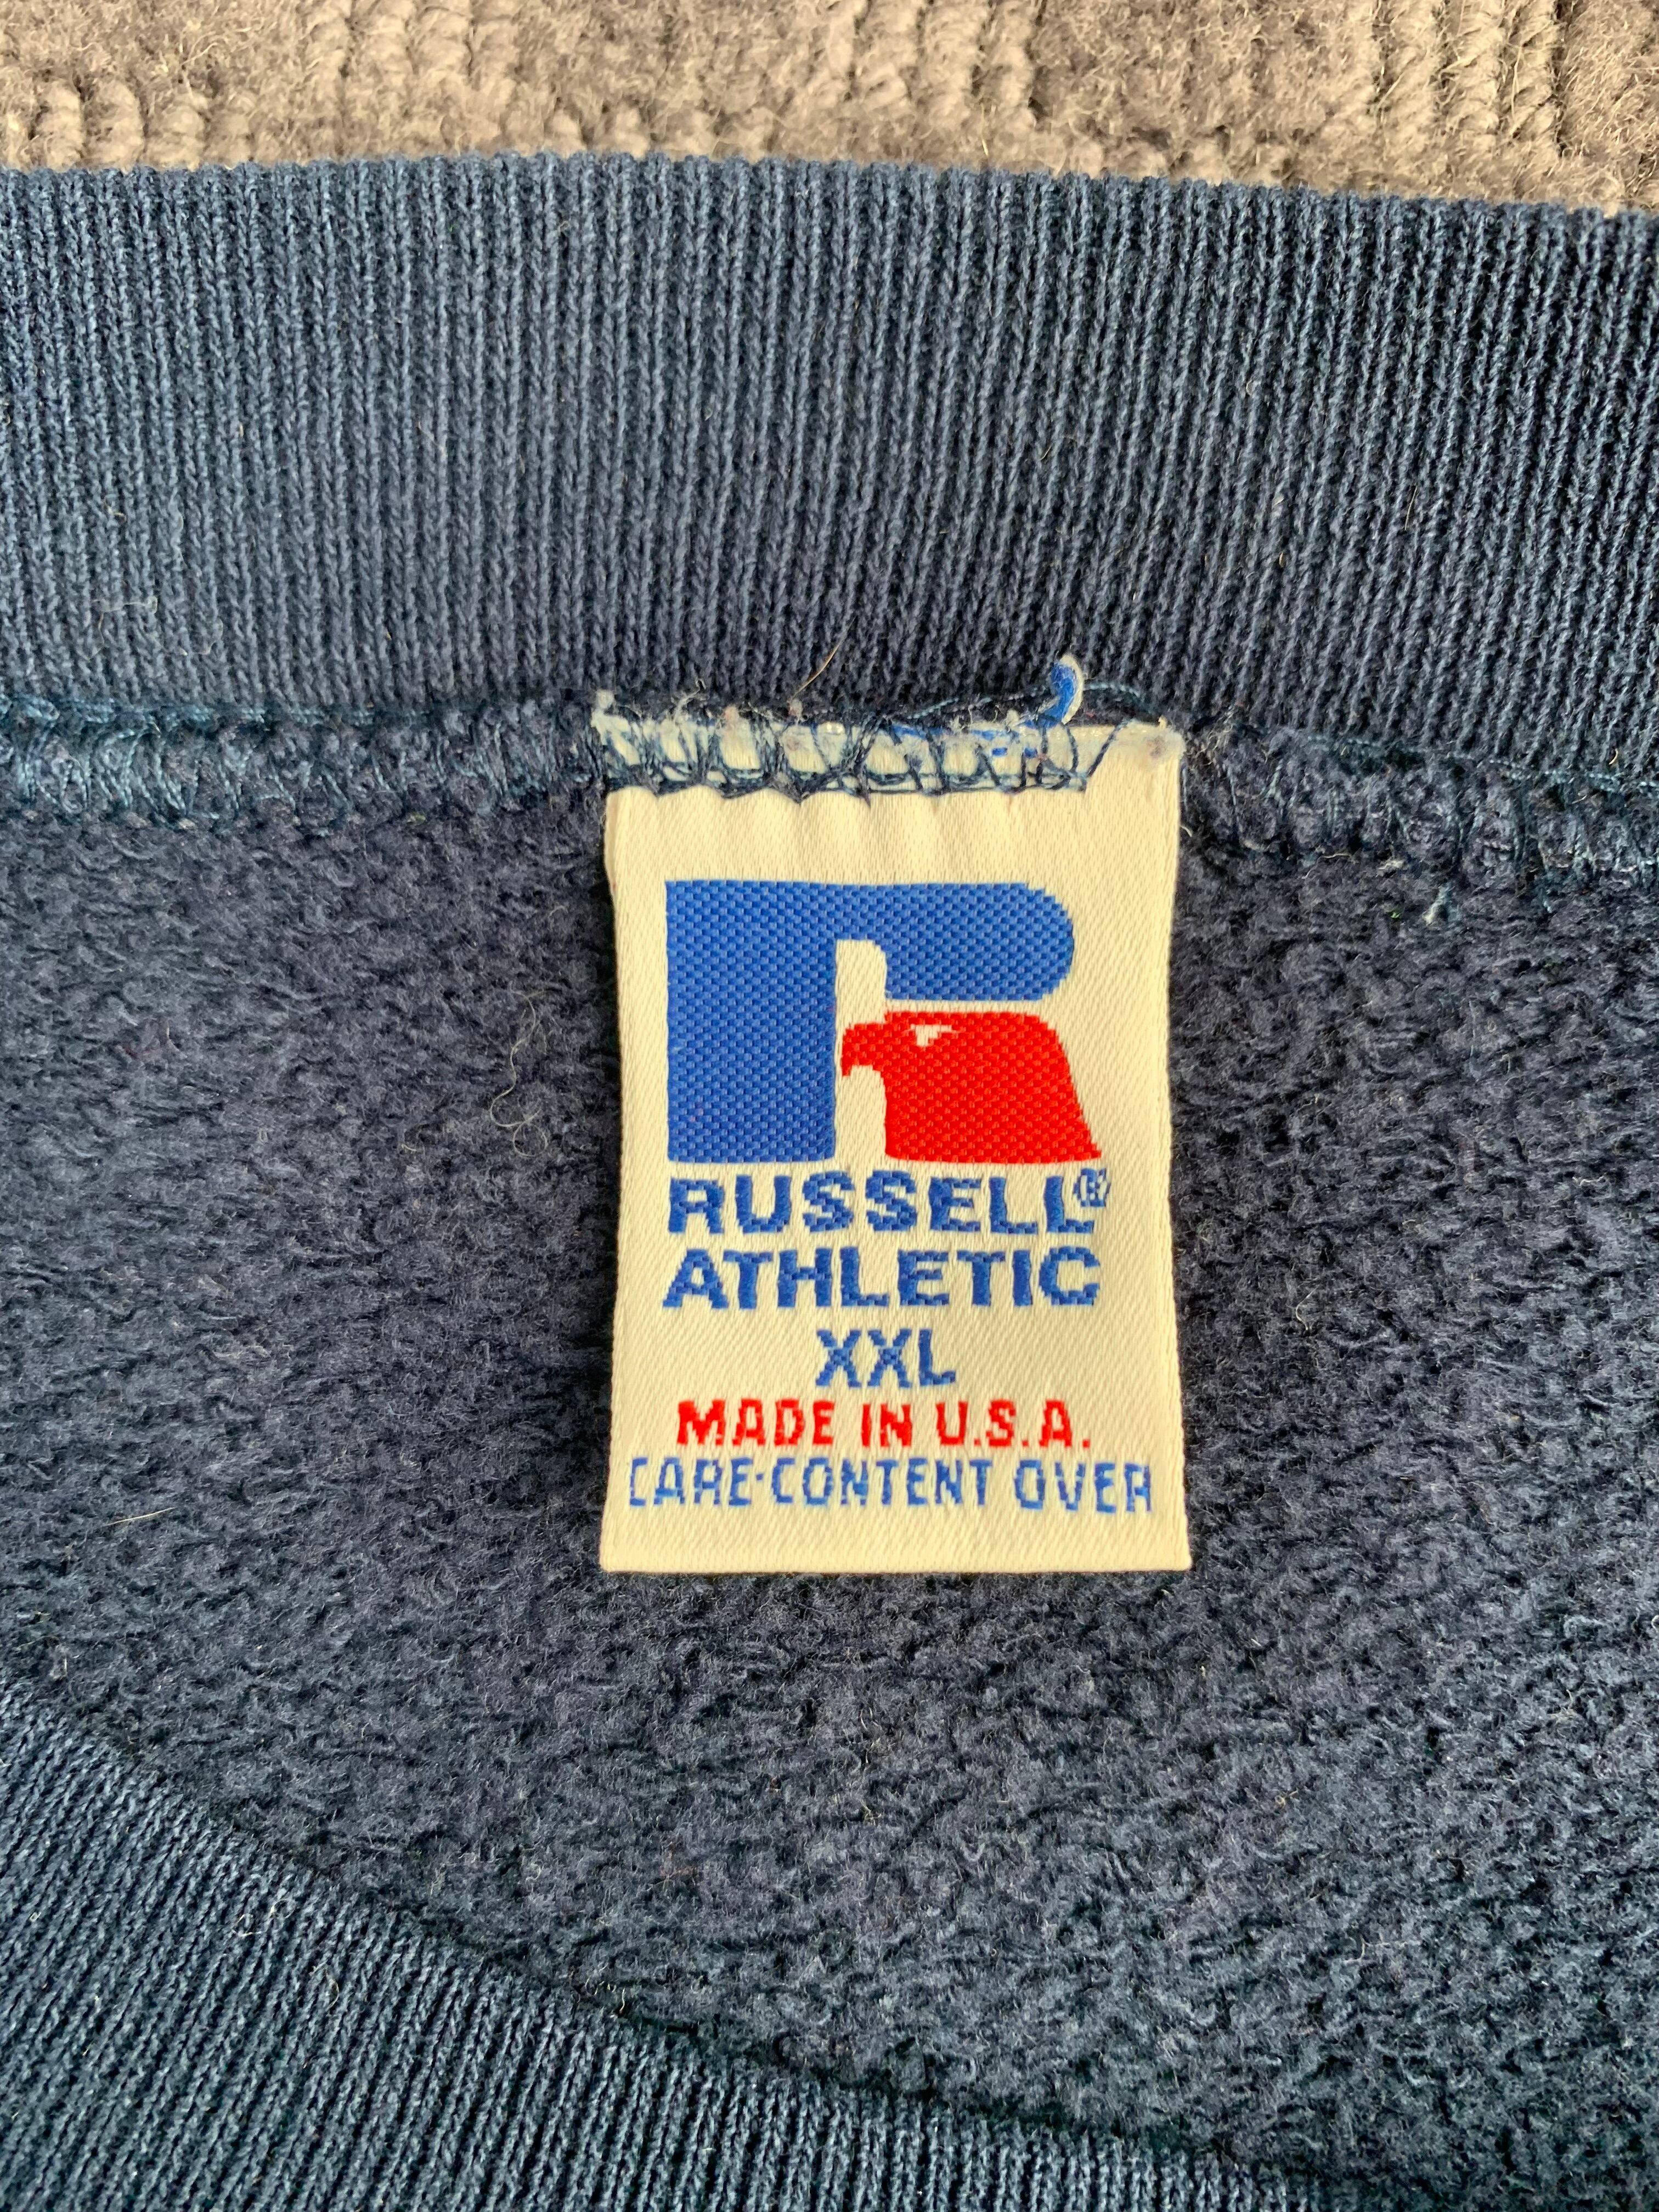 R
RUSSELL®
ATHLETIC
XXL
MADE IN U.S.A.
CARE·CONTENT OVER